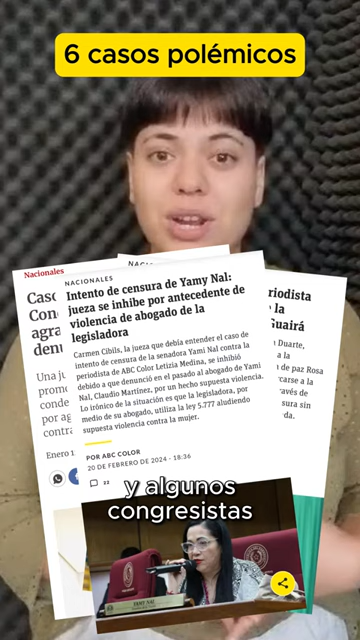 6 casos polémicos
Nacionales
Caso
Con
agra
den
Una ju
prom
conde
por ag
contra
Enero 1
NACIONALES
Intento de censura de Yamy Nal:
jueza se inhibe por antecedente de
violencia de abogado de la
legisladora
Carmen Cibils, la jueza que debía entender el caso de
intento de censura de la senadora Yami Nal contra la
periodista de ABC Color Letizia Medina, se inhibió
debido a que denunció en el pasado al abogado de Yami
Nal, Claudio Martínez, por un hecho supuesta violencia.
Lo irónico de la situación es que la legisladora, por
medio de su abogado, utiliza la ley 5.777 aludiendo
supuesta violencia contra la mujer.
POR ABC COLOR
20 DE FEBRERO DE 2024 - 18:36
22
riodista
la
Guairá
Duarte,
a la
de paz Rosa
rcarse a la
ravés de
sura sin
da.
y algunos
congresistas
YAMY NAL